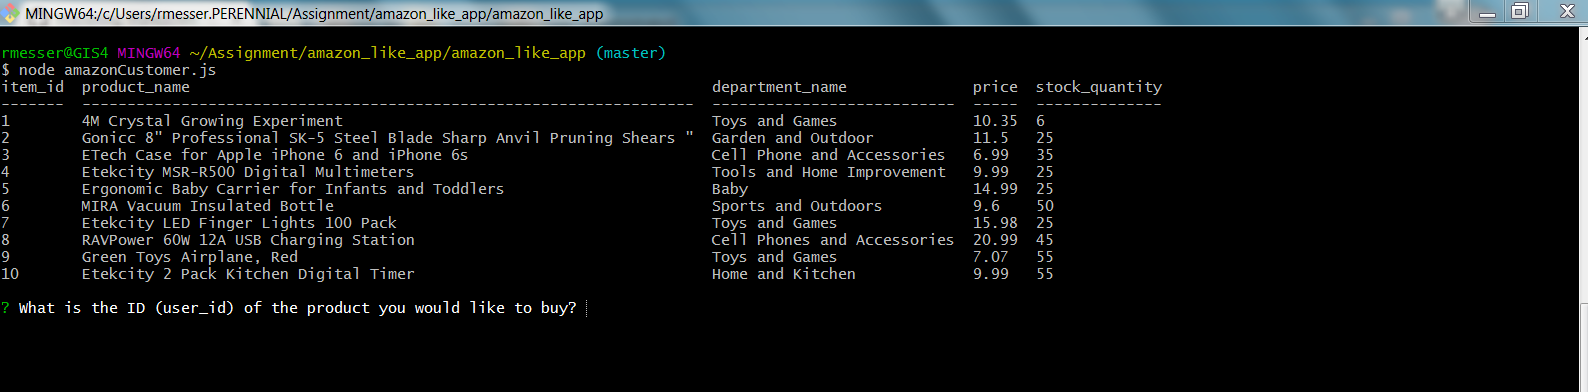 MINGW64:/c/Users/rmesser.PERENNIAL/Assignment/amazon_like_app/amazon_like_app
rmesser@GIS4 MINGW64 ~/Assignment/amazon_like_app/amazon_like_app (master)
$ node amazonCustomer.js
item_id  product_name                                                          department_name              price  stock_quantity
-------  --------------------------------------------------------------------  ---------------------------  -----  --------------
1        4M Crystal Growing Experiment                                         Toys and Games               10.35  6
2        Gonicc 8" Professional SK-5 Steel Blade Sharp Anvil Pruning Shears "  Garden and Outdoor           11.5   25
3        ETech Case for Apple iPhone 6 and iPhone 6s                           Cell Phone and Accessories   6.99   35
4        Etekcity MSR-R500 Digital Multimeters                                 Tools and Home Improvement   9.99   25
5        Ergonomic Baby Carrier for Infants and Toddlers                       Baby                         14.99  25
6        MIRA Vacuum Insulated Bottle                                          Sports and Outdoors          9.6    50
7        Etekcity LED Finger Lights 100 Pack                                   Toys and Games               15.98  25
8        RAVPower 60W 12A USB Charging Station                                 Cell Phones and Accessories  20.99  45
9        Green Toys Airplane, Red                                              Toys and Games               7.07   55
10       Etekcity 2 Pack Kitchen Digital Timer                                 Home and Kitchen             9.99   55
? What is the ID (user_id) of the product you would like to buy?